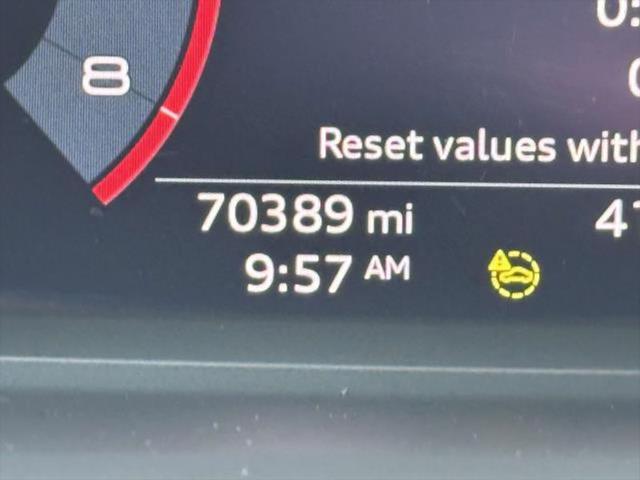 8
Reset values with
70389 mi
9:57 AM